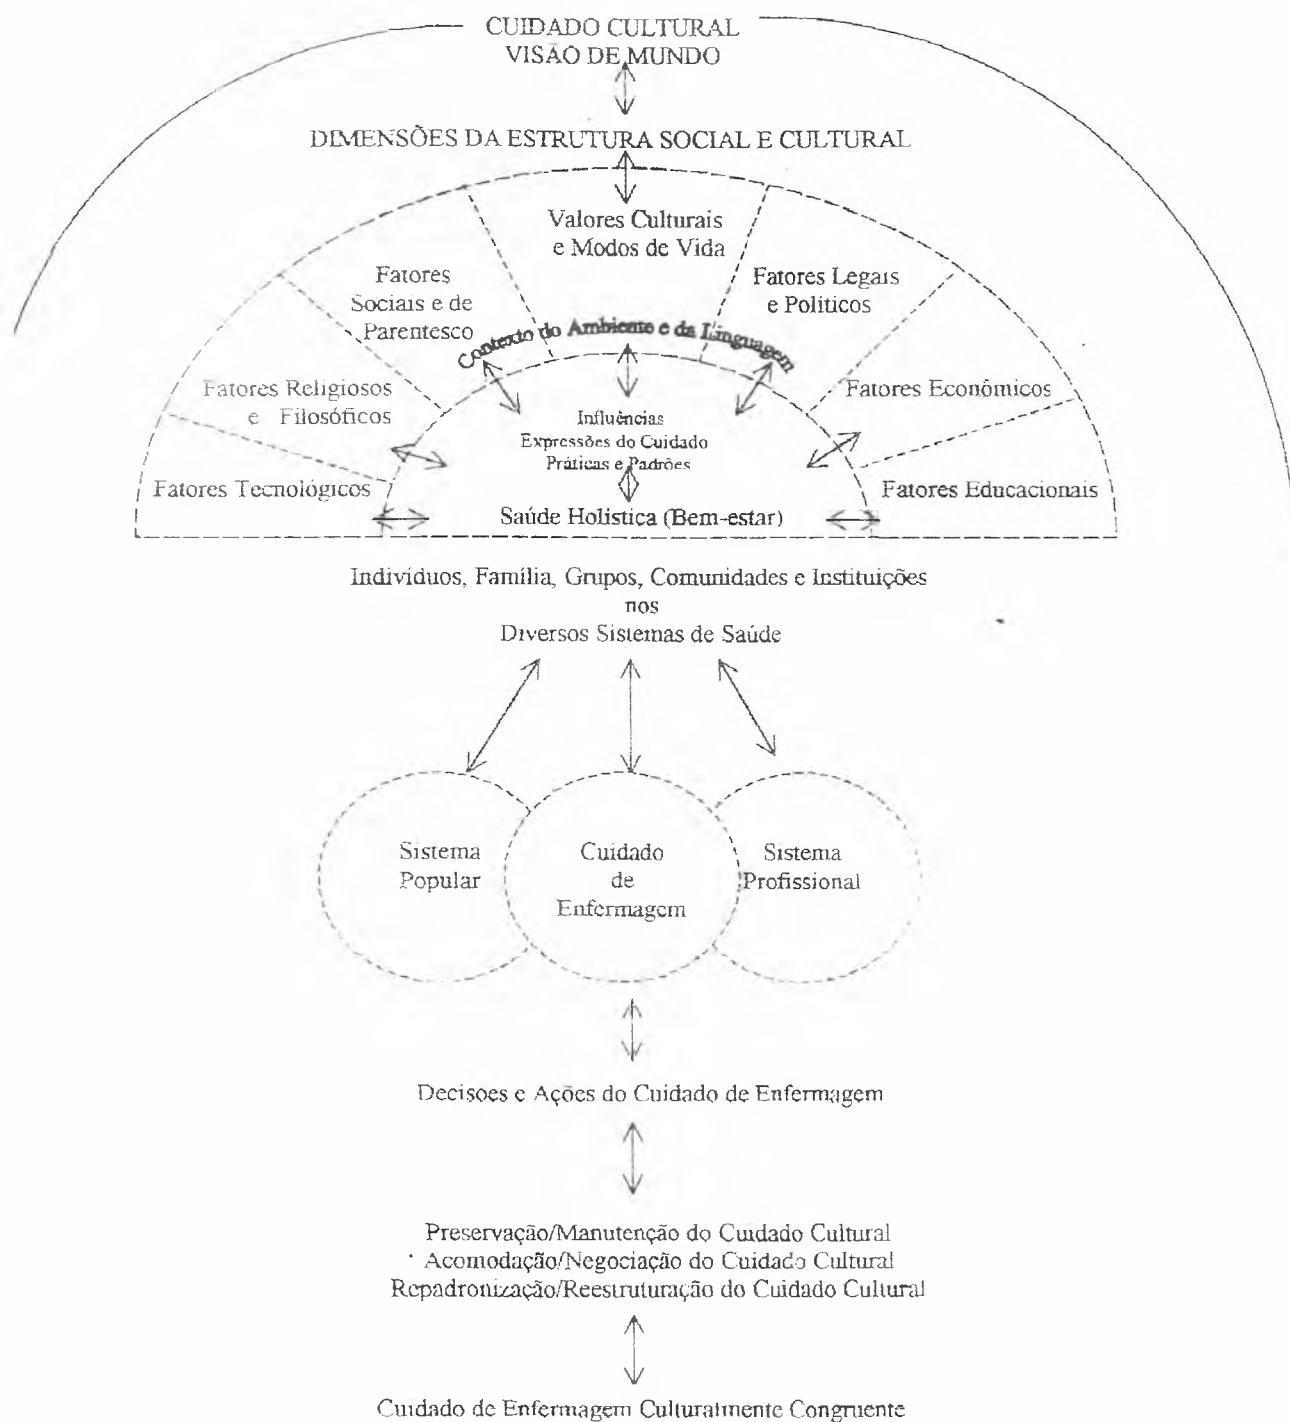 CUIDADO CULTURAL
VISÃO DE MUNDO
DIMENSÕES DA ESTRUTURA SOCIAL E CULTURAL
Valores Culturais
e Modos de Vida
Fatores
Sociais e de
Parentesco
Fatores Legais
e Políticos
Contexto do Ambiente e da Linguagem
Fatores Religiosos
e Filosóficos
Fatores Econômicos
Influências
Expressões do Cuidado
Práticas e Padrões
Fatores Tecnológicos
Fatores Educacionais
Saúde Holística (Bem-estar)
Indivíduos, Família, Grupos, Comunidades e Instituições
nos
Diversos Sistemas de Saúde
Sistema
Popular
Cuidado
de
Enfermagem
Sistema
Profissional
Decisoes e Ações do Cuidado de Enfermagem
Preservação/Manutenção do Cuidado Cultural
Acomodação/Negociação do Cuidado Cultural
Repadronização/Reestruturação do Cuidado Cultural
Cuidado de Enfermagem Culturalmente Congruente